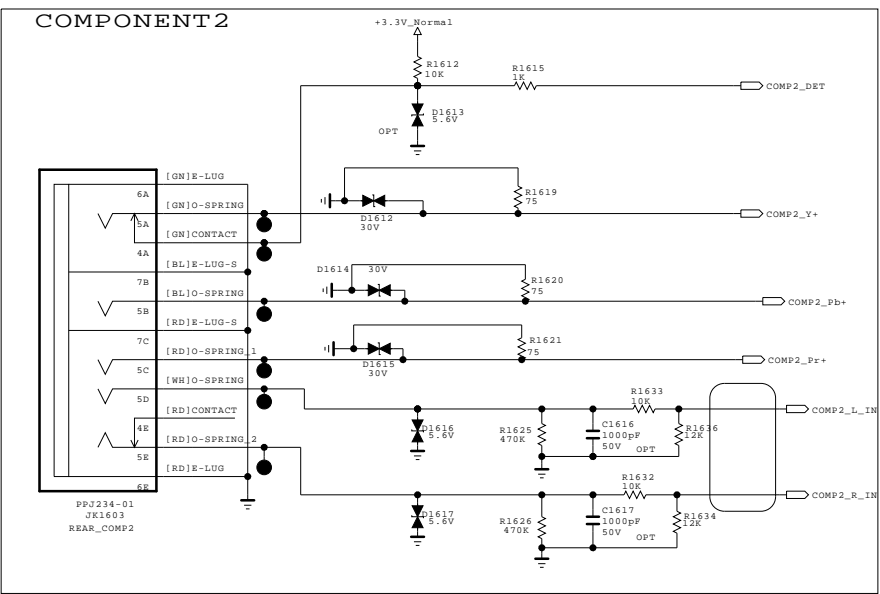 COMPONENT2
+3.3V_Normal
R1612
10K
R1615
1K
COMP2_DET
D1613
5.6V
OPT
[GN]E-LUG
6A
[GN]O-SPRING
5A
[GN]CONTACT
4A
[BL]E-LUG-S
7B
[BL]O-SPRING
5B
[RD]E-LUG-S
7C
[RD]O-SPRING_1
5C
[WH]O-SPRING
5D
[RD]CONTACT
4E
[RD]O-SPRING_2
5E
[RD]E-LUG
6E
PPJ234-01
JK1603
REAR_COMP2
R1619
75
D1612
30V
COMP2_Y+
D1614
30V
R1620
75
COMP2_Pb+
R1621
75
D1615
30V
COMP2_Pr+
R1633
10K
COMP2_L_IN
D1616
5.6V
R1625
470K
C1616
1000pF
50V
OPT
R1636
12K
R1632
10K
COMP2_R_IN
D1617
5.6V
R1626
470K
C1617
1000pF
50V
OPT
R1634
12K